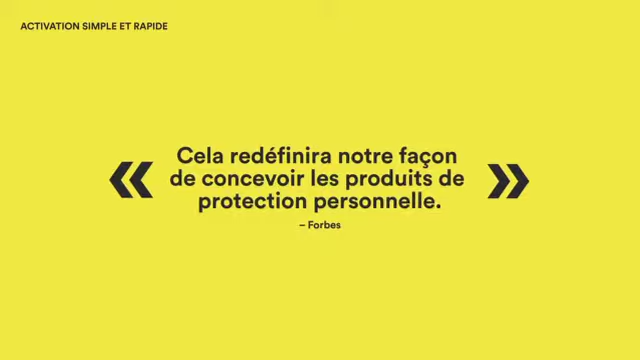 ACTIVATION SIMPLE ET RAPIDE
« Cela redéfinira notre façon
de concevoir les produits de
protection personnelle. »
– Forbes